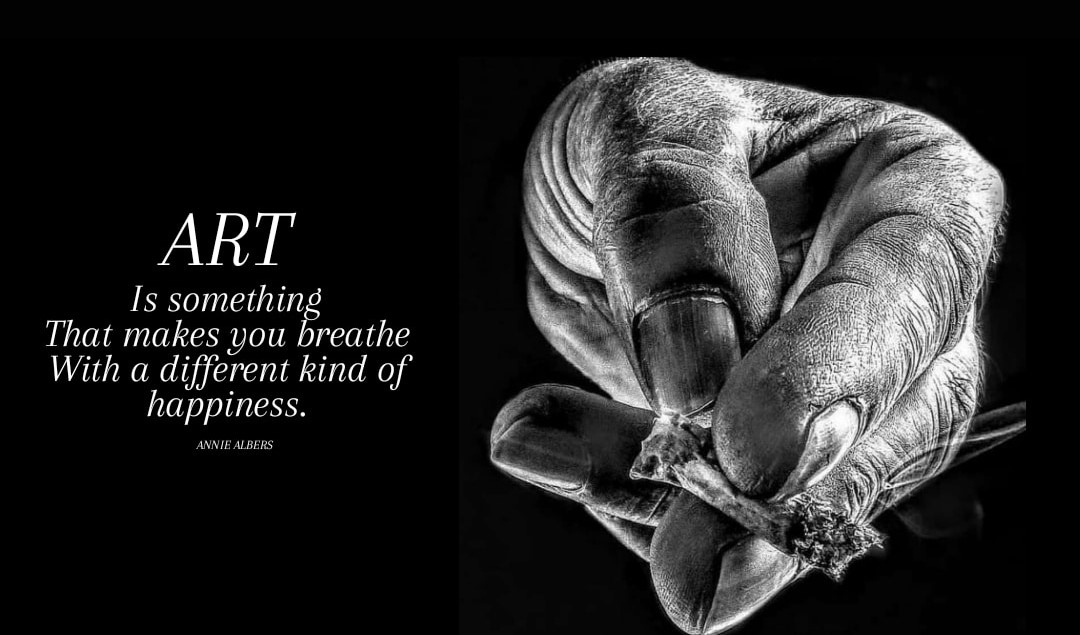 ART
Is something
That makes you breathe
With a different kind of
happiness.
ANNIE ALBERS